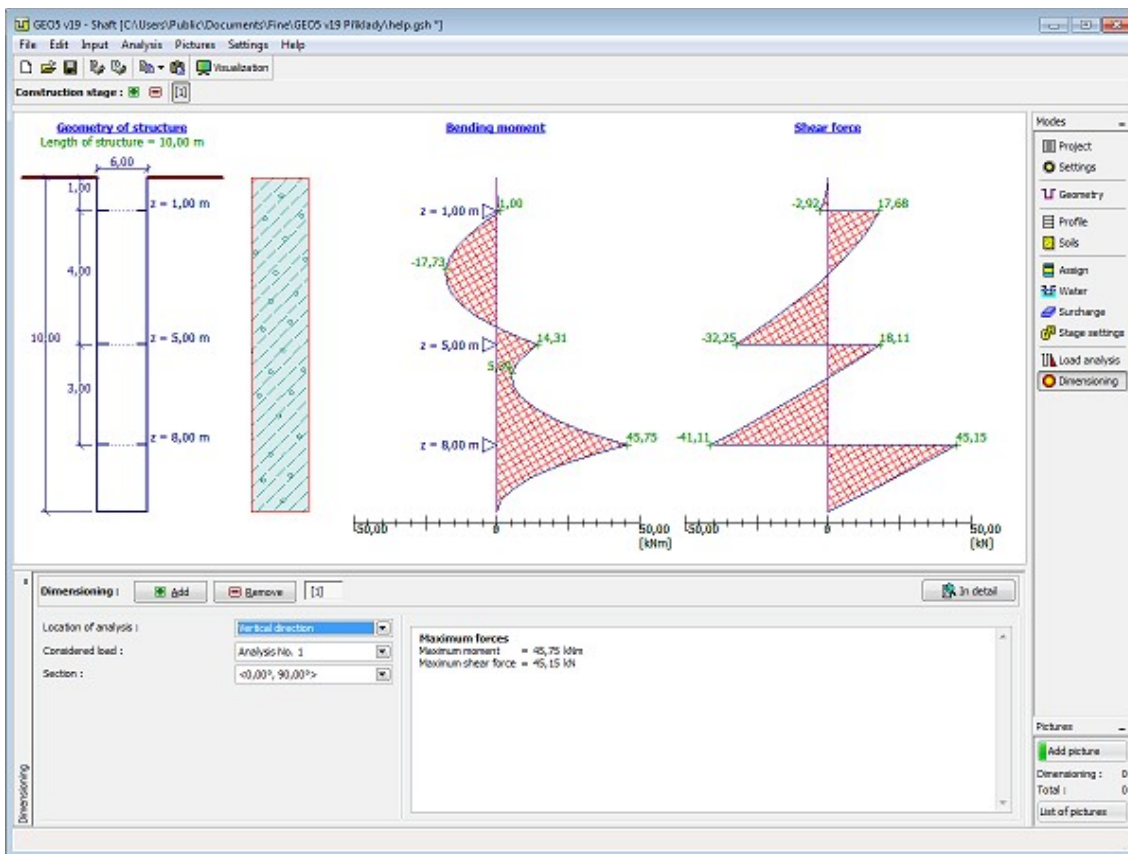 GEO5 v19 - Shaft [C:\Users\Public\Documents\Fine\GEO5 v19 Příklady\help.gsh *]
File Edit Input Analysis Pictures Settings Help
Visualization
Construction stage : [1]
Geometry of structure
Length of structure = 10,00 m
6,00
1,00
z = 1,00 m
4,00
10,00
z = 5,00 m
3,00
z = 8,00 m
Bending moment
z = 1,00 m
1,00
-17,73
z = 5,00 m
14,31
z = 8,00 m
45,75
-50,00
0
50,00
[kNm]
Shear force
-2,92
17,68
-32,25
18,11
-41,11
45,15
-50,00
0
50,00
[kN]
Modes
Project
Settings
Geometry
Profile
Soils
Assign
Water
Surcharge
Stage settings
Load analysis
Dimensioning
Dimensioning : Add Remove [1] In detail
Location of analysis : Vertical direction
Considered load : Analysis No. 1
Section : <0,00°, 90,00°>
Maximum forces
Maximum moment = 45,75 kNm
Maximum shear force = 45,15 kN
Dimensioning
Pictures
Add picture
Dimensioning : 0
Total : 0
List of pictures